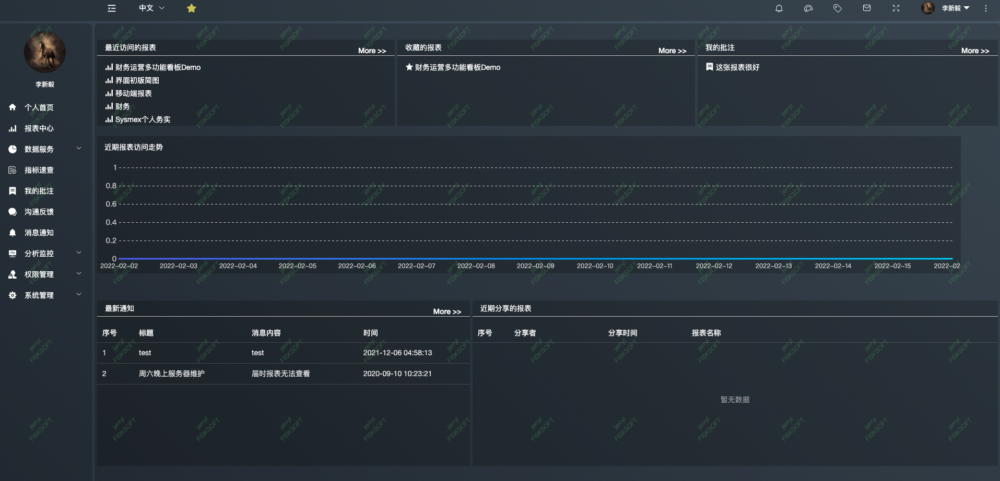 中文
李新毅
李新毅
个人首页
报表中心
数据服务
指标速查
我的批注
沟通反馈
消息通知
分析监控
权限管理
系统管理
最近访问的报表
More >>
财务运营多功能看板Demo
界面初版简图
移动端报表
财务
Sysmex个人务实
收藏的报表
More >>
财务运营多功能看板Demo
我的批注
More >>
这张报表很好
近期报表访问走势
1
0.8
0.6
0.4
0.2
0
2022-02-02 2022-02-03 2022-02-04 2022-02-05 2022-02-06 2022-02-07 2022-02-08 2022-02-09 2022-02-10 2022-02-11 2022-02-12 2022-02-13 2022-02-14 2022-02-15 2022-02
最新通知
More >>
序号 标题 消息内容 时间
1 test test 2021-12-06 04:58:13
2 周六晚上服务器维护 届时报表无法查看 2020-09-10 10:23:21
近期分享的报表
序号 分享者 分享时间 报表名称
暂无数据
jerryl
FISKSOFT